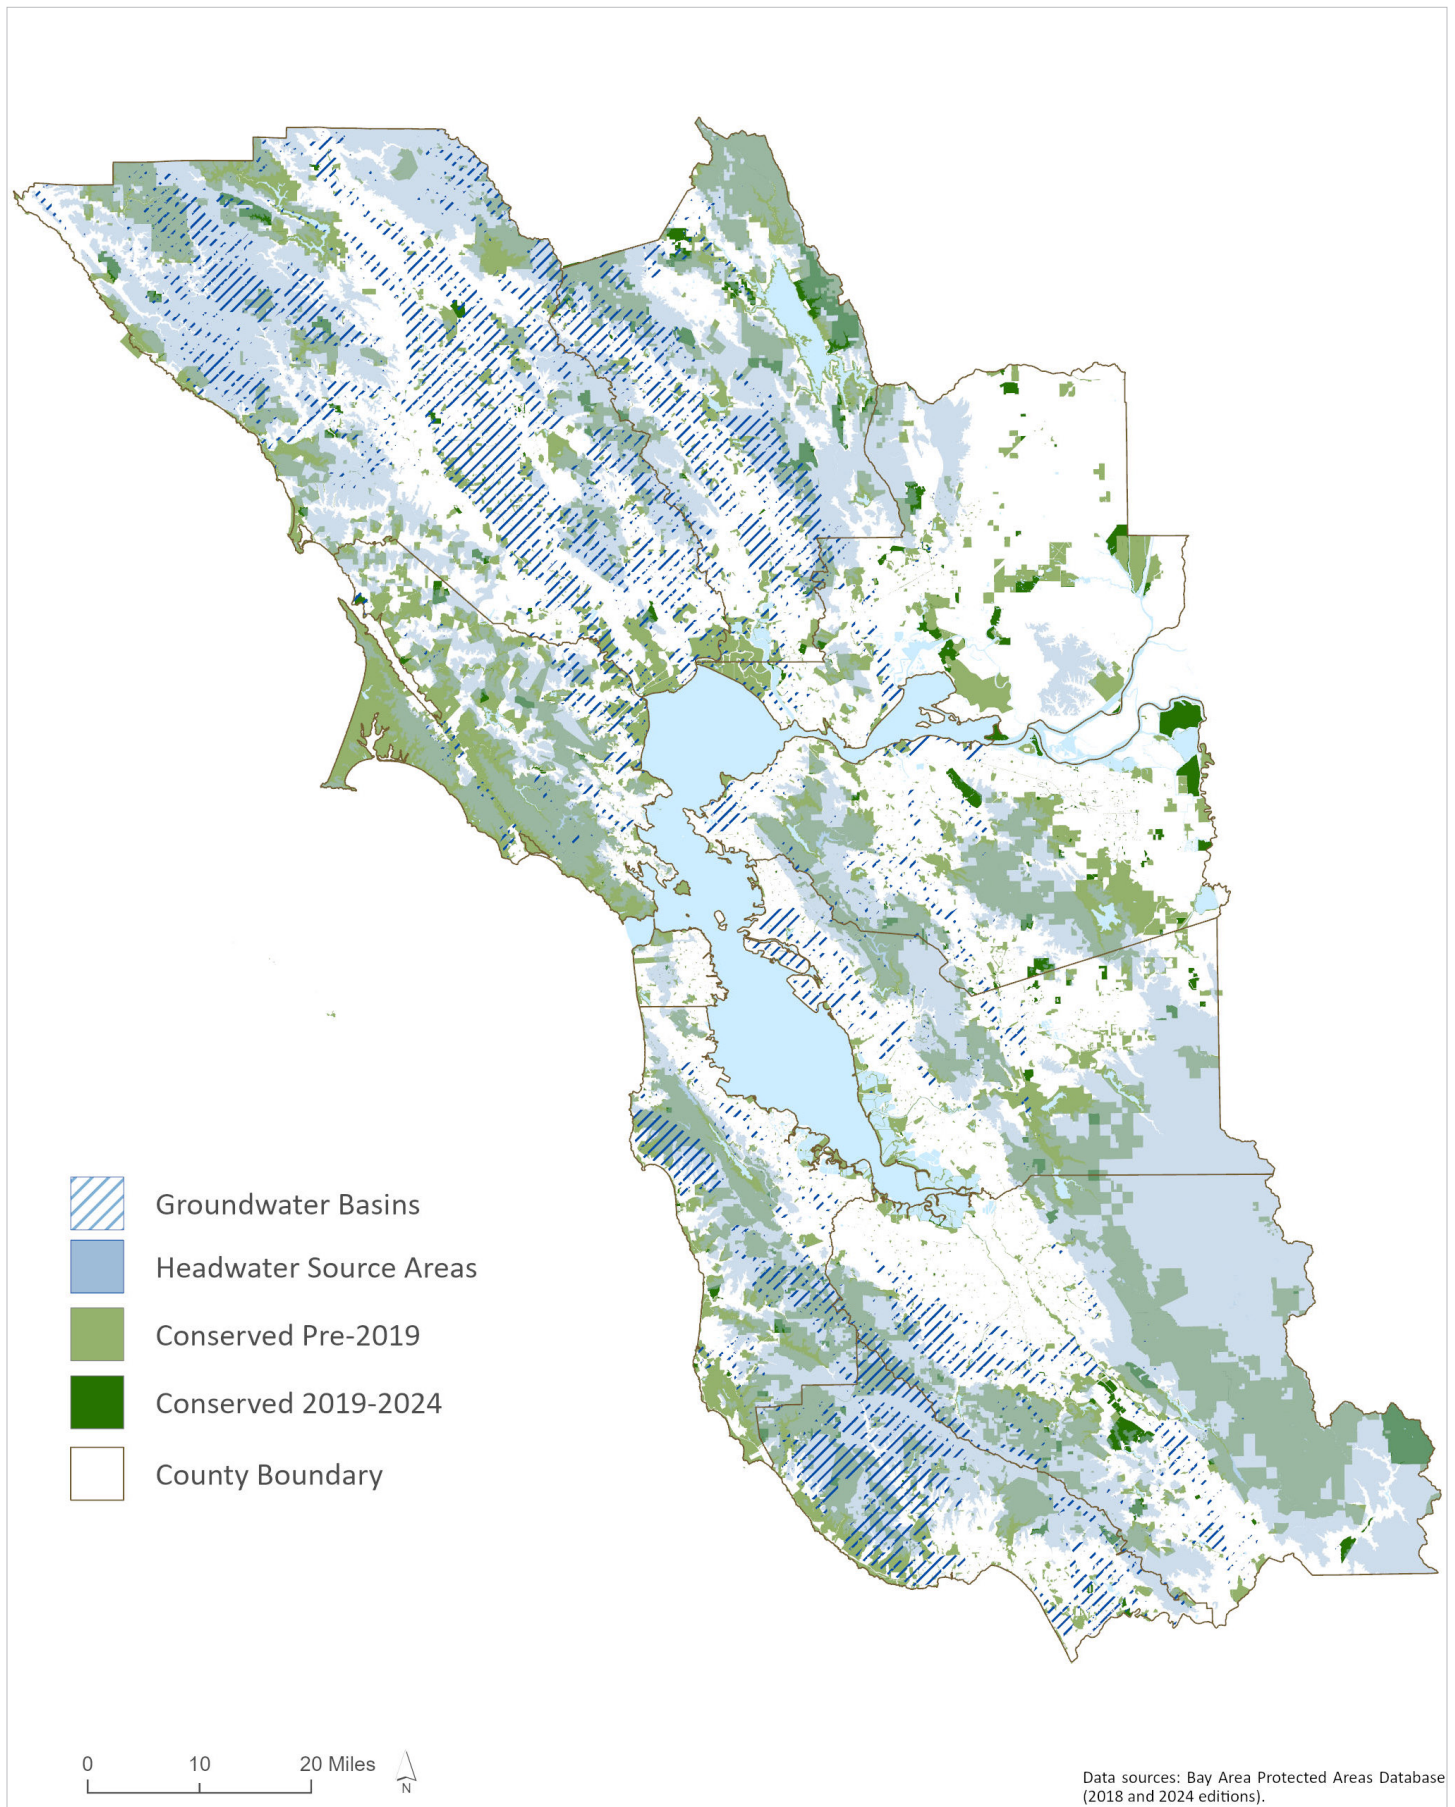 Groundwater Basins
Headwater Source Areas
Conserved Pre-2019
Conserved 2019-2024
County Boundary
0 10 20 Miles
N
Data sources: Bay Area Protected Areas Database
(2018 and 2024 editions).